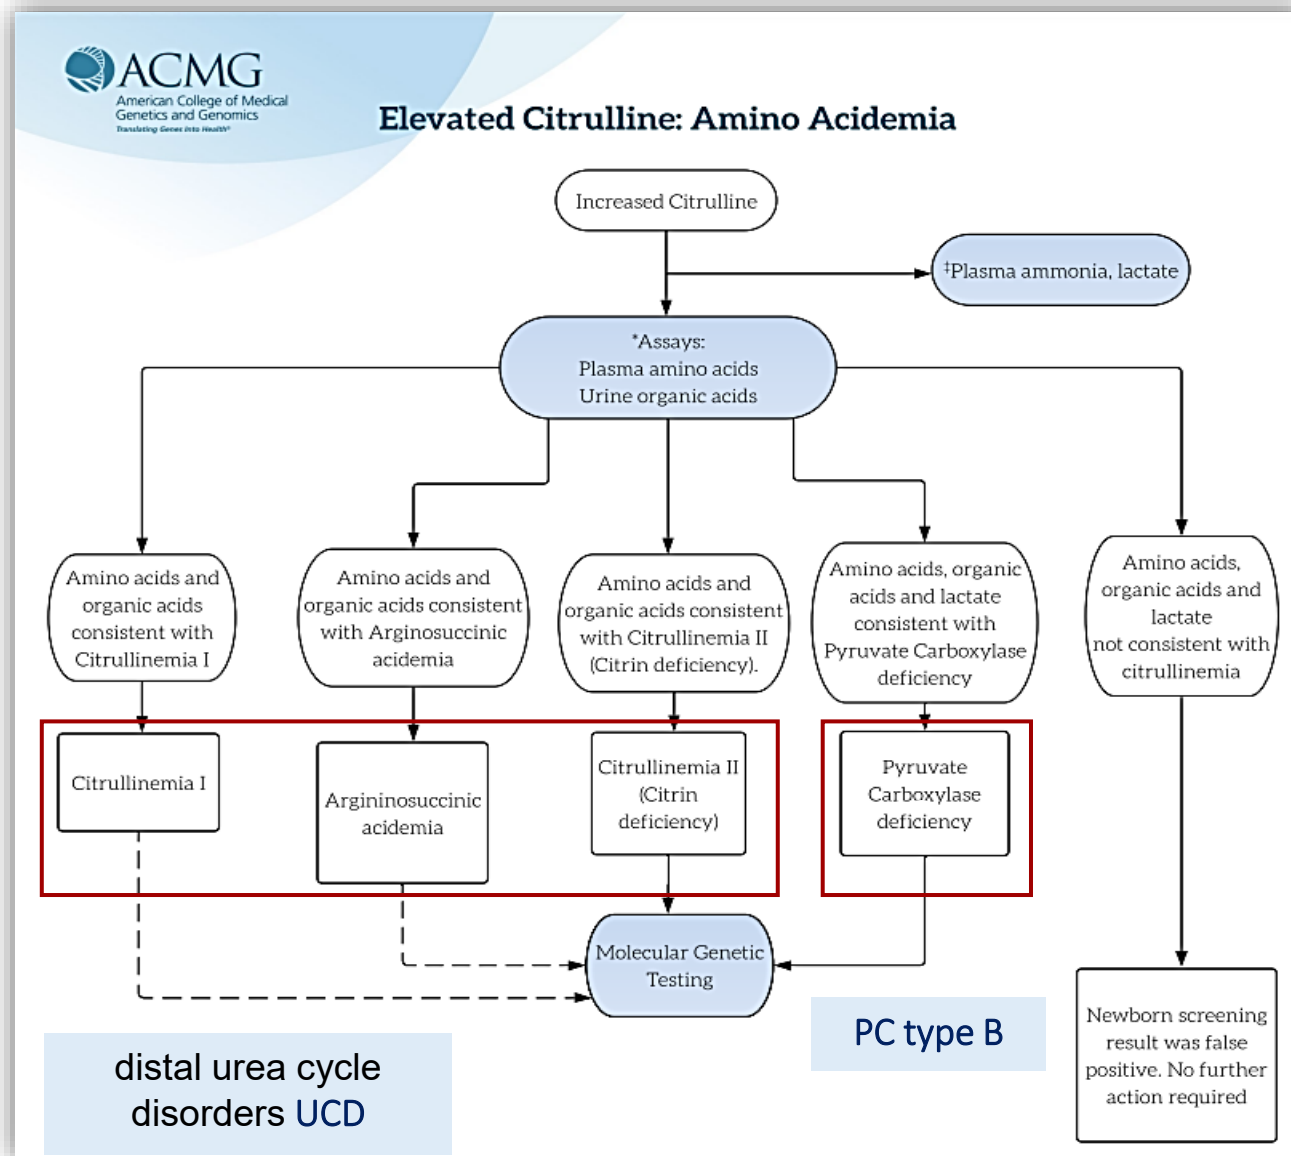 ACMG
American College of Medical
Genetics and Genomics
Translating Genes Into Health®
Elevated Citrulline: Amino Acidemia
Increased Citrulline
‡Plasma ammonia, lactate
*Assays:
Plasma amino acids
Urine organic acids
Amino acids and
organic acids
consistent with
Citrullinemia I
Amino acids and
organic acids consistent
with Arginosuccinic
acidemia
Amino acids and
organic acids consistent
with Citrullinemia II
(Citrin deficiency).
Amino acids, organic
acids and lactate
consistent with
Pyruvate Carboxylase
deficiency
Amino acids,
organic acids and
lactate
not consistent with
citrullinemia
Citrullinemia I
Argininosuccinic
acidemia
Citrullinemia II
(Citrin
deficiency)
Pyruvate
Carboxylase
deficiency
Molecular Genetic
Testing
Newborn screening
result was false
positive. No further
action required
PC type B
distal urea cycle
disorders UCD